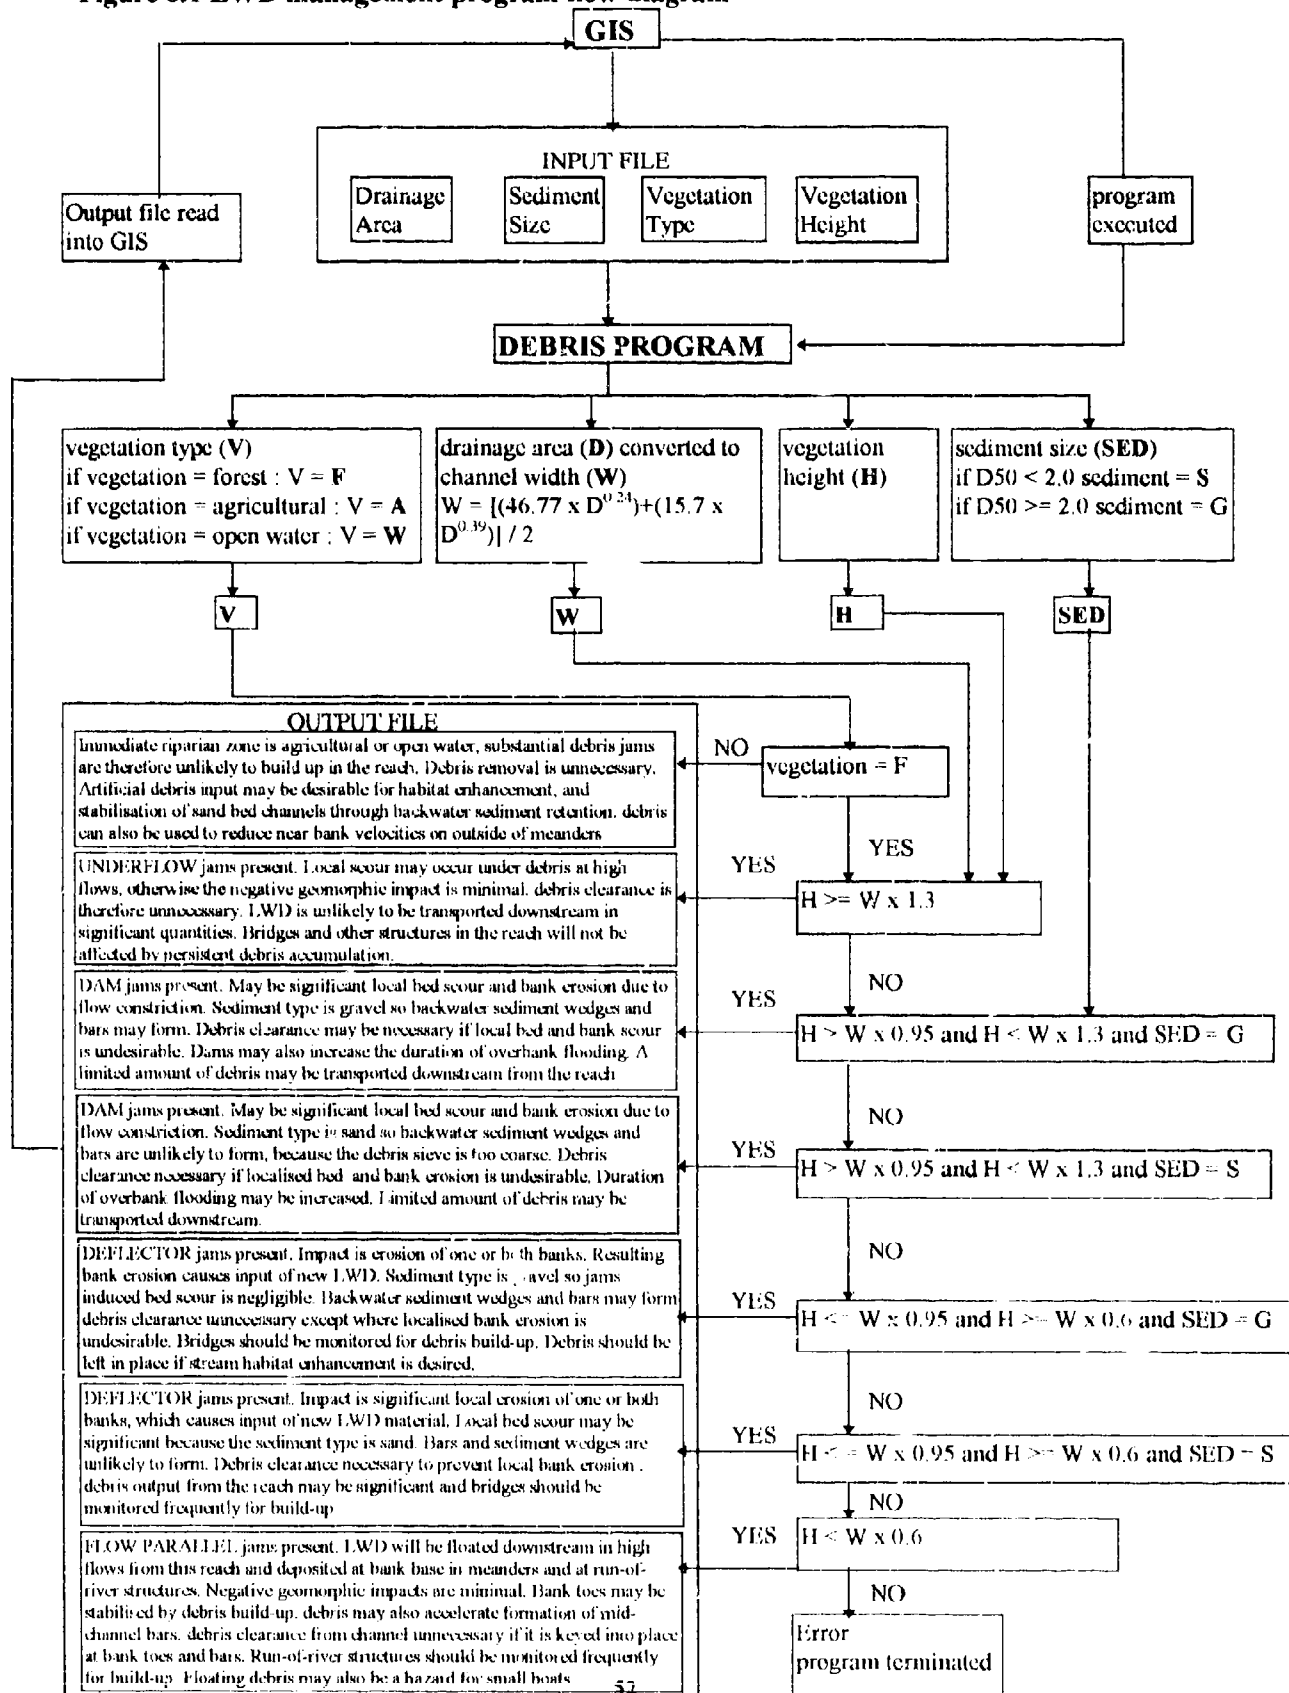 Figure 8.1 LWD management program flow diagram
GIS
INPUT FILE
Drainage
Area
Sediment
Size
Vegetation
Type
Vegetation
Height
Output file read
into GIS
program
executed
DEBRIS PROGRAM
vegetation type (V)
if vegetation = forest : V = F
if vegetation = agricultural : V = A
if vegetation = open water : V = W
drainage area (D) converted to
channel width (W)
W = [(46.77 x D^0.24)+(15.7 x
D^0.39)] / 2
vegetation
height (H)
sediment size (SED)
if D50 < 2.0 sediment = S
if D50 >= 2.0 sediment = G
V
W
H
SED
OUTPUT FILE
Immediate riparian zone is agricultural or open water, substantial debris jams
are therefore unlikely to build up in the reach. Debris removal is unnecessary.
Artificial debris input may be desirable for habitat enhancement, and
stabilisation of sand bed channels through backwater sediment retention. debris
can also be used to reduce near bank velocities on outside of meanders
NO
vegetation = F
YES
UNDERFLOW jams present. Local scour may occur under debris at high
flows, otherwise the negative geomorphic impact is minimal. debris clearance is
therefore unnecessary. LWD is unlikely to be transported downstream in
significant quantities. Bridges and other structures in the reach will not be
affected by persistent debris accumulation.
YES
H >= W x 1.3
NO
DAM jams present. May be significant local bed scour and bank erosion due to
flow constriction. Sediment type is gravel so backwater sediment wedges and
bars may form. Debris clearance may be necessary if local bed and bank scour
is undesirable. Dams may also increase the duration of overbank flooding. A
limited amount of debris may be transported downstream from the reach
YES
H > W x 0.95 and H < W x 1.3 and SED = G
NO
DAM jams present. May be significant local bed scour and bank erosion due to
flow constriction. Sediment type is sand so backwater sediment wedges and
bars are unlikely to form, because the debris sieve is too coarse. Debris
clearance necessary if localised bed and bank erosion is undesirable. Duration
of overbank flooding may be increased. Limited amount of debris may be
transported downstream.
YES
H > W x 0.95 and H < W x 1.3 and SED = S
NO
DEFLECTOR jams present. Impact is erosion of one or both banks. Resulting
bank erosion causes input of new LWD. Sediment type is gravel so jams
induced bed scour is negligible. Backwater sediment wedges and bars may form
debris clearance unnecessary except where localised bank erosion is
undesirable. Bridges should be monitored for debris build-up. Debris should be
left in place if stream habitat enhancement is desired.
YES
H <= W x 0.95 and H >= W x 0.6 and SED = G
NO
DEFLECTOR jams present. Impact is significant local erosion of one or both
banks, which causes input of new LWD material. Local bed scour may be
significant because the sediment type is sand. Bars and sediment wedges are
unlikely to form. Debris clearance necessary to prevent local bank erosion .
debris output from the reach may be significant and bridges should be
monitored frequently for build-up
YES
H <= W x 0.95 and H >= W x 0.6 and SED = S
NO
FLOW PARALLEL jams present. LWD will be floated downstream in high
flows from this reach and deposited at bank base in meanders and at run-of-
river structures. Negative geomorphic impacts are minimal. Bank toes may be
stabilised by debris build-up. debris may also accelerate formation of mid-
channel bars. debris clearance from channel unnecessary if it is keyed into place
at bank toes and bars. Run-of-river structures should be monitored frequently
for build-up. Floating debris may also be a hazard for small boats
YES
H < W x 0.6
NO
Error
program terminated
57